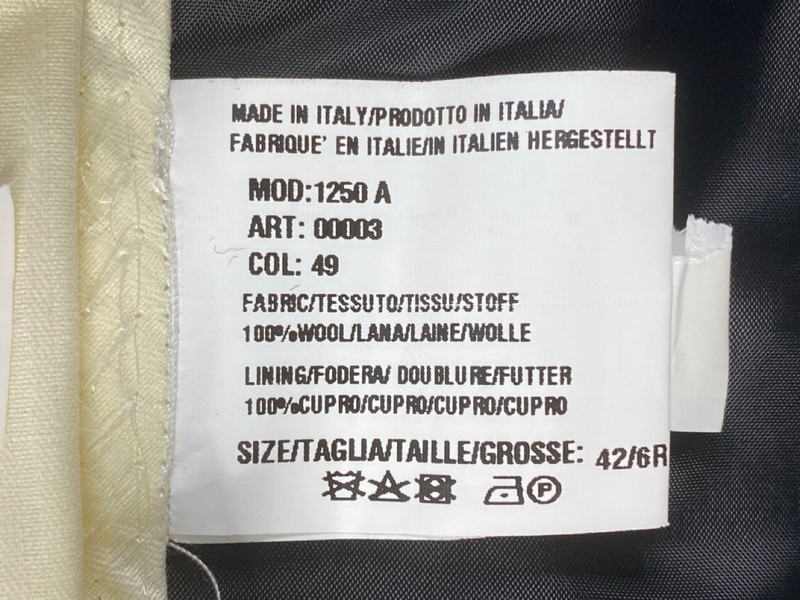 MADE IN ITALY/PRODOTTO IN ITALIA/
FABRIQUE' EN ITALIE/IN ITALIEN HERGESTELLT
MOD:1250 A
ART: 00003
COL: 49
FABRIC/TESSUTO/TISSU/STOFF
100%WOOL/LANA/LAINE/WOLLE
LINING/FODERA/ DOUBLURE/FUTTER
100%CUPRO/CUPRO/CUPRO/CUPRO
SIZE/TAGLIA/TAILLE/GROSSE: 42/6R
P